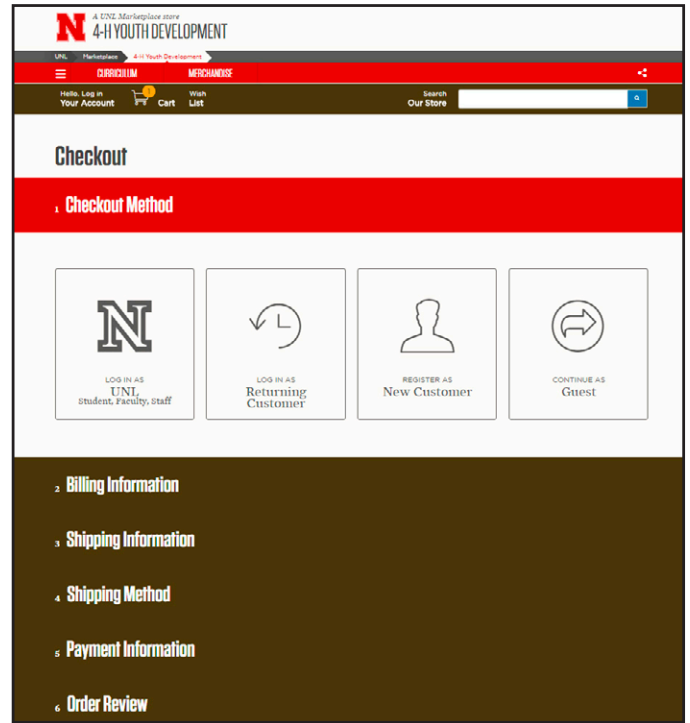 A UNL Marketplace store
N 4-H YOUTH DEVELOPMENT
UNL Marketplace 4-H Youth Development
CURRICULUM MERCHANDISE
Hello. Log in
Your Account
1
Cart
Wish
List
Search
Our Store
Checkout
1 Checkout Method
N
LOG IN AS
UNL
Student, Faculty, Staff
LOG IN AS
Returning
Customer
REGISTER AS
New Customer
CONTINUE AS
Guest
2 Billing Information
3 Shipping Information
4 Shipping Method
5 Payment Information
6 Order Review